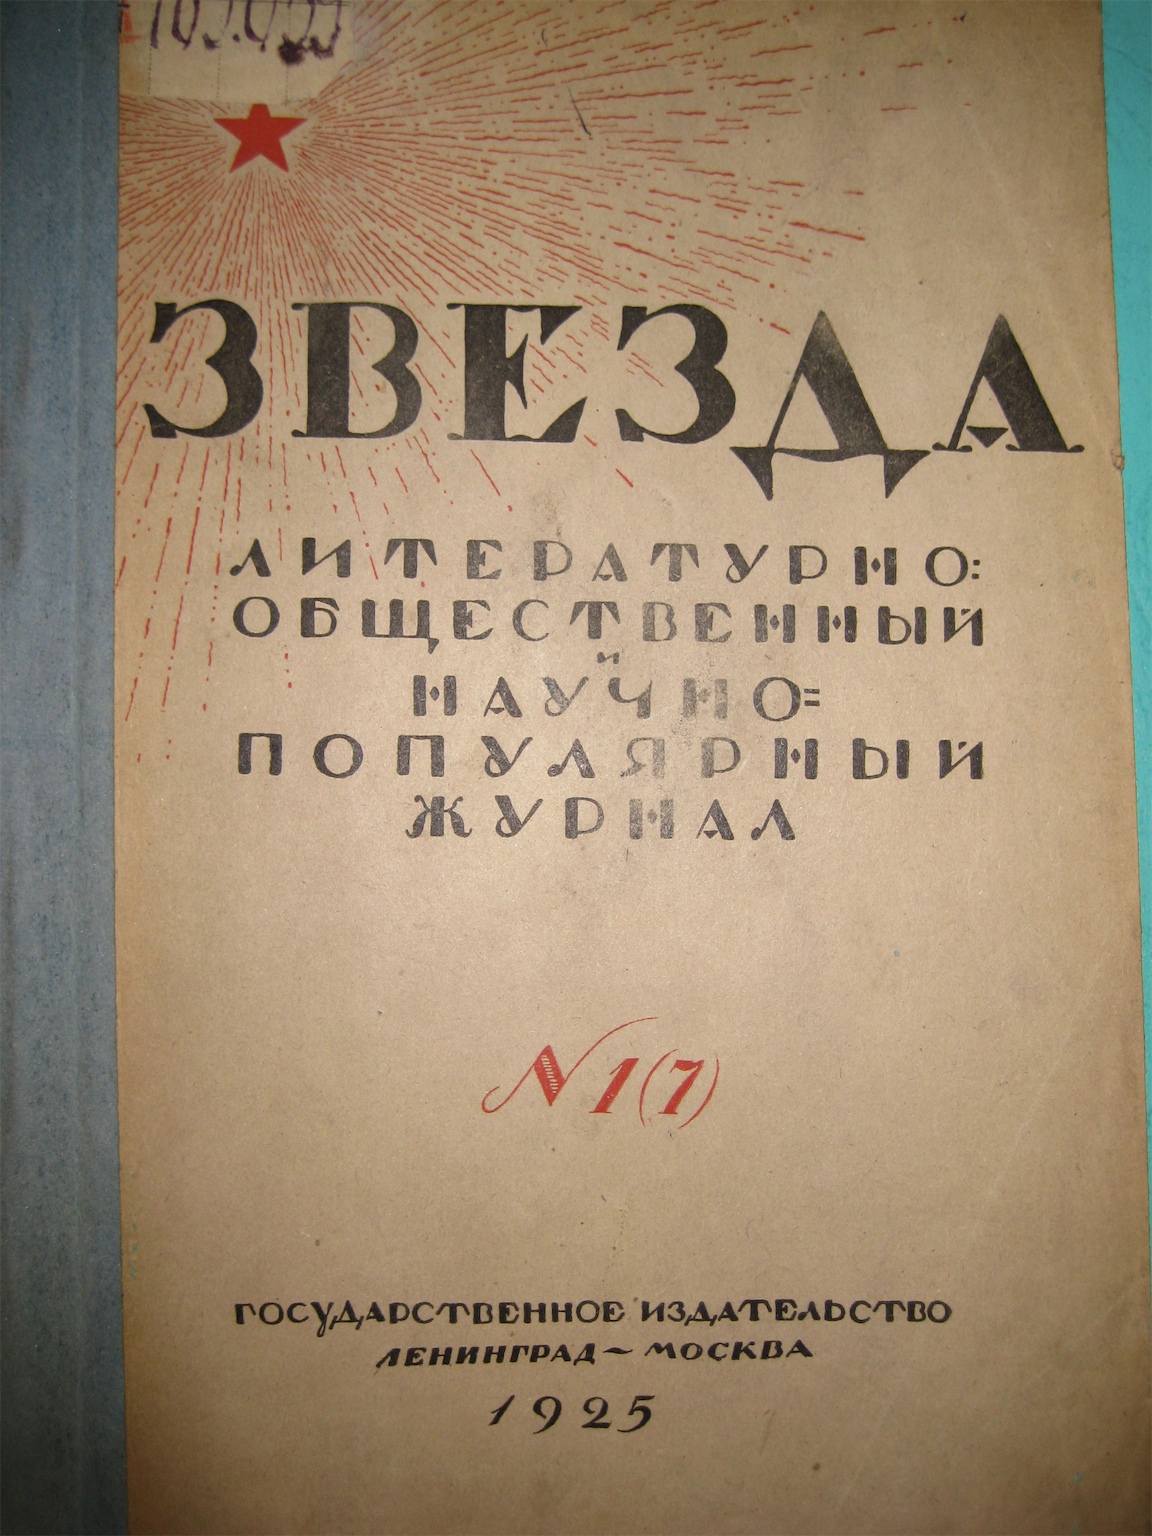 ЗВЕЗДА
ЛИТЕРАТУРНО=
ОБЩЕСТВЕННЫЙ
И
НАУЧНО=
ПОПУЛЯРНЫЙ
ЖУРНАЛ
№ 1(7)
ГОСУДАРСТВЕННОЕ ИЗДАТЕЛЬСТВО
ЛЕНИНГРАД – МОСКВА
1925